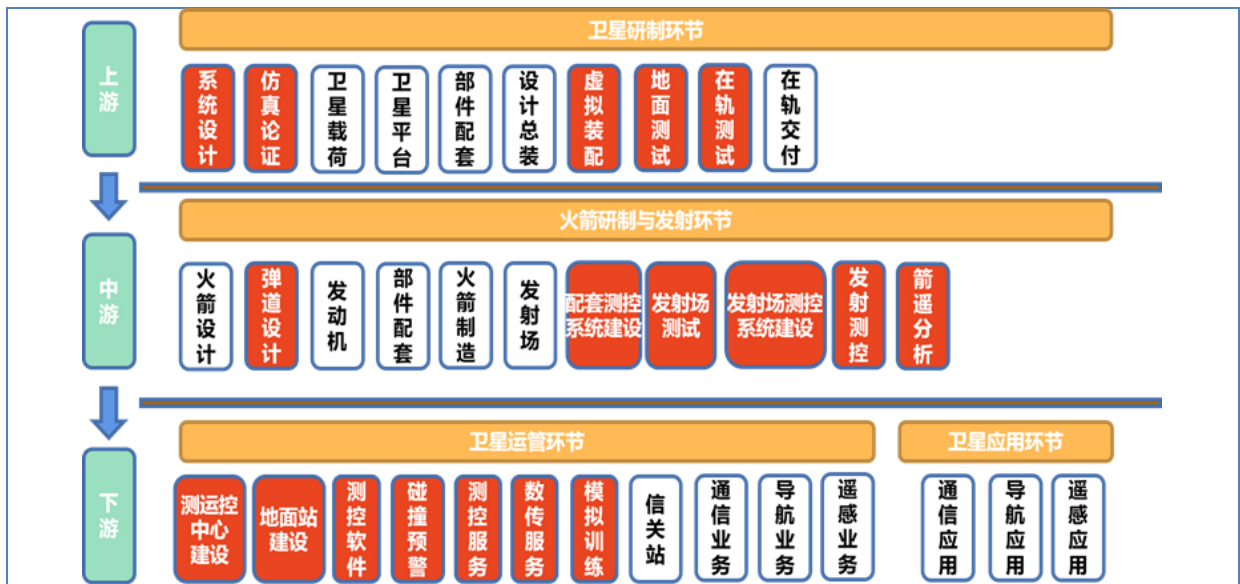 上游
卫星研制环节
系统设计
仿真论证
卫星载荷
卫星平台
部件配套
设计总装
虚拟装配
地面测试
在轨测试
在轨交付
中游
火箭研制与发射环节
火箭设计
弹道设计
发动机
部件配套
火箭制造
发射场
配套测控
系统建设
发射场
测试
发射场测控
系统建设
发射测控
箭遥分析
下游
卫星运管环节
卫星应用环节
测运控
中心
建设
地面站
建设
测控软件
碰撞预警
测控服务
数传服务
模拟训练
信关站
通信业务
导航业务
遥感业务
通信应用
导航应用
遥感应用